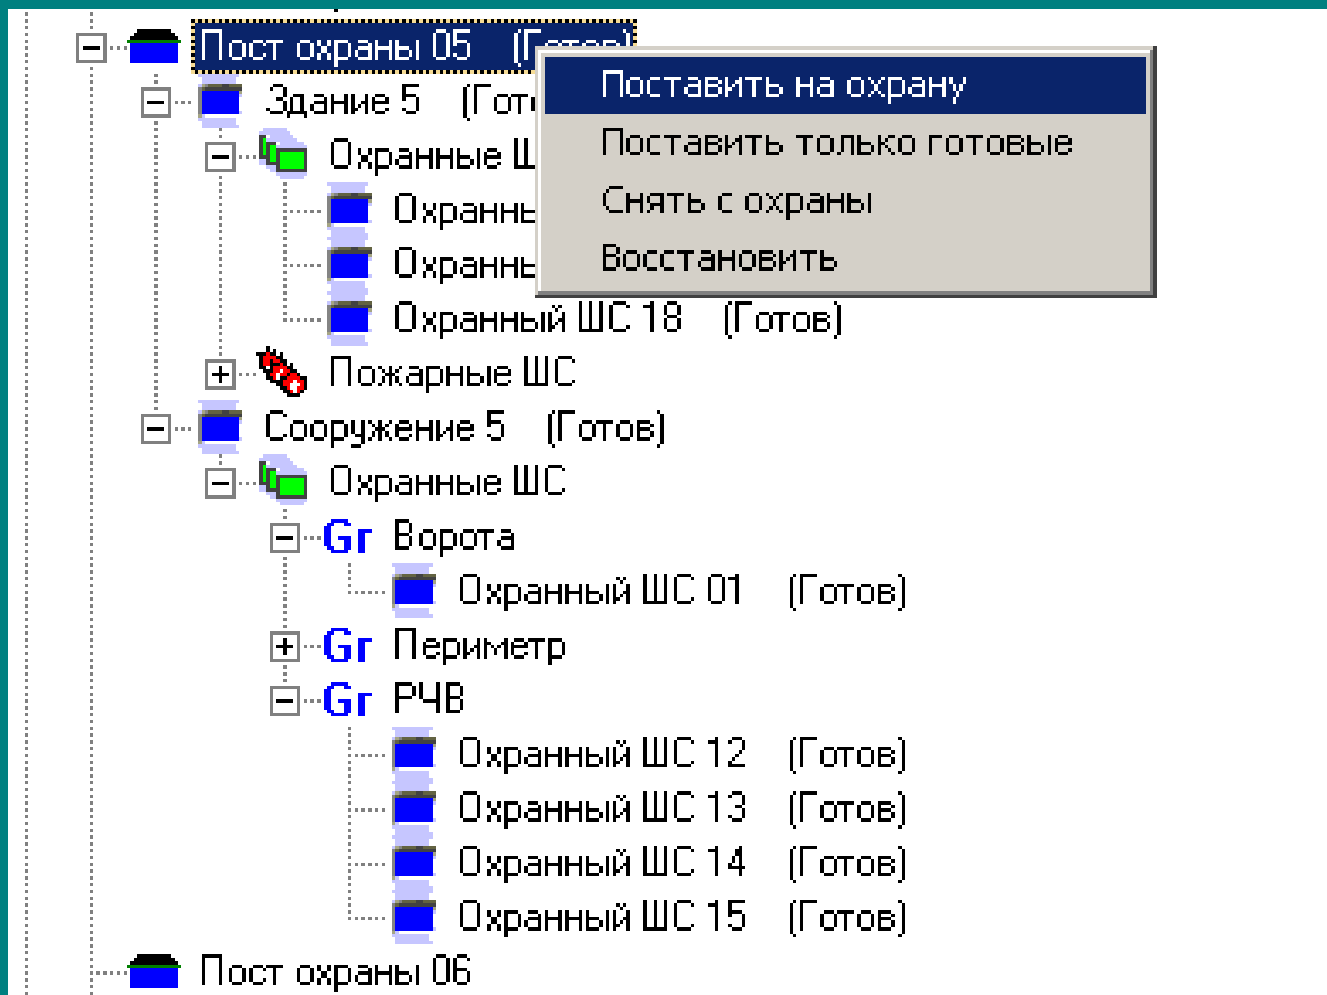 Пост охраны 05 (Готов)
Поставить на охрану
Здание 5 (Гото
Поставить только готовые
Охранные Ш
Снять с охраны
Охранны
Восстановить
Охранны
Охранный ШС 18 (Готов)
Пожарные ШС
Сооружение 5 (Готов)
Охранные ШС
Gr Ворота
Охранный ШС 01 (Готов)
Gr Периметр
Gr РЧВ
Охранный ШС 12 (Готов)
Охранный ШС 13 (Готов)
Охранный ШС 14 (Готов)
Охранный ШС 15 (Готов)
Пост охраны 06